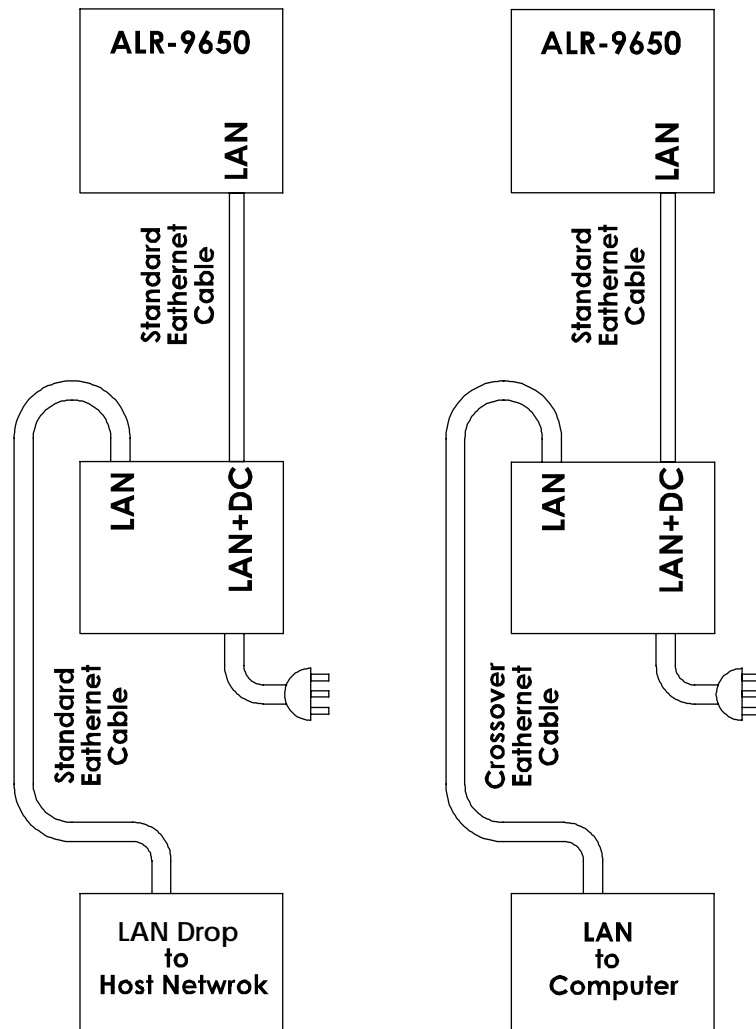 ALR-9650
LAN
Standard
Eathernet
Cable
LAN
LAN+DC
Standard
Eathernet
Cable
LAN Drop
to
Host Netwrok
ALR-9650
LAN
Standard
Eathernet
Cable
LAN
LAN+DC
Crossover
Eathernet
Cable
LAN
to
Computer